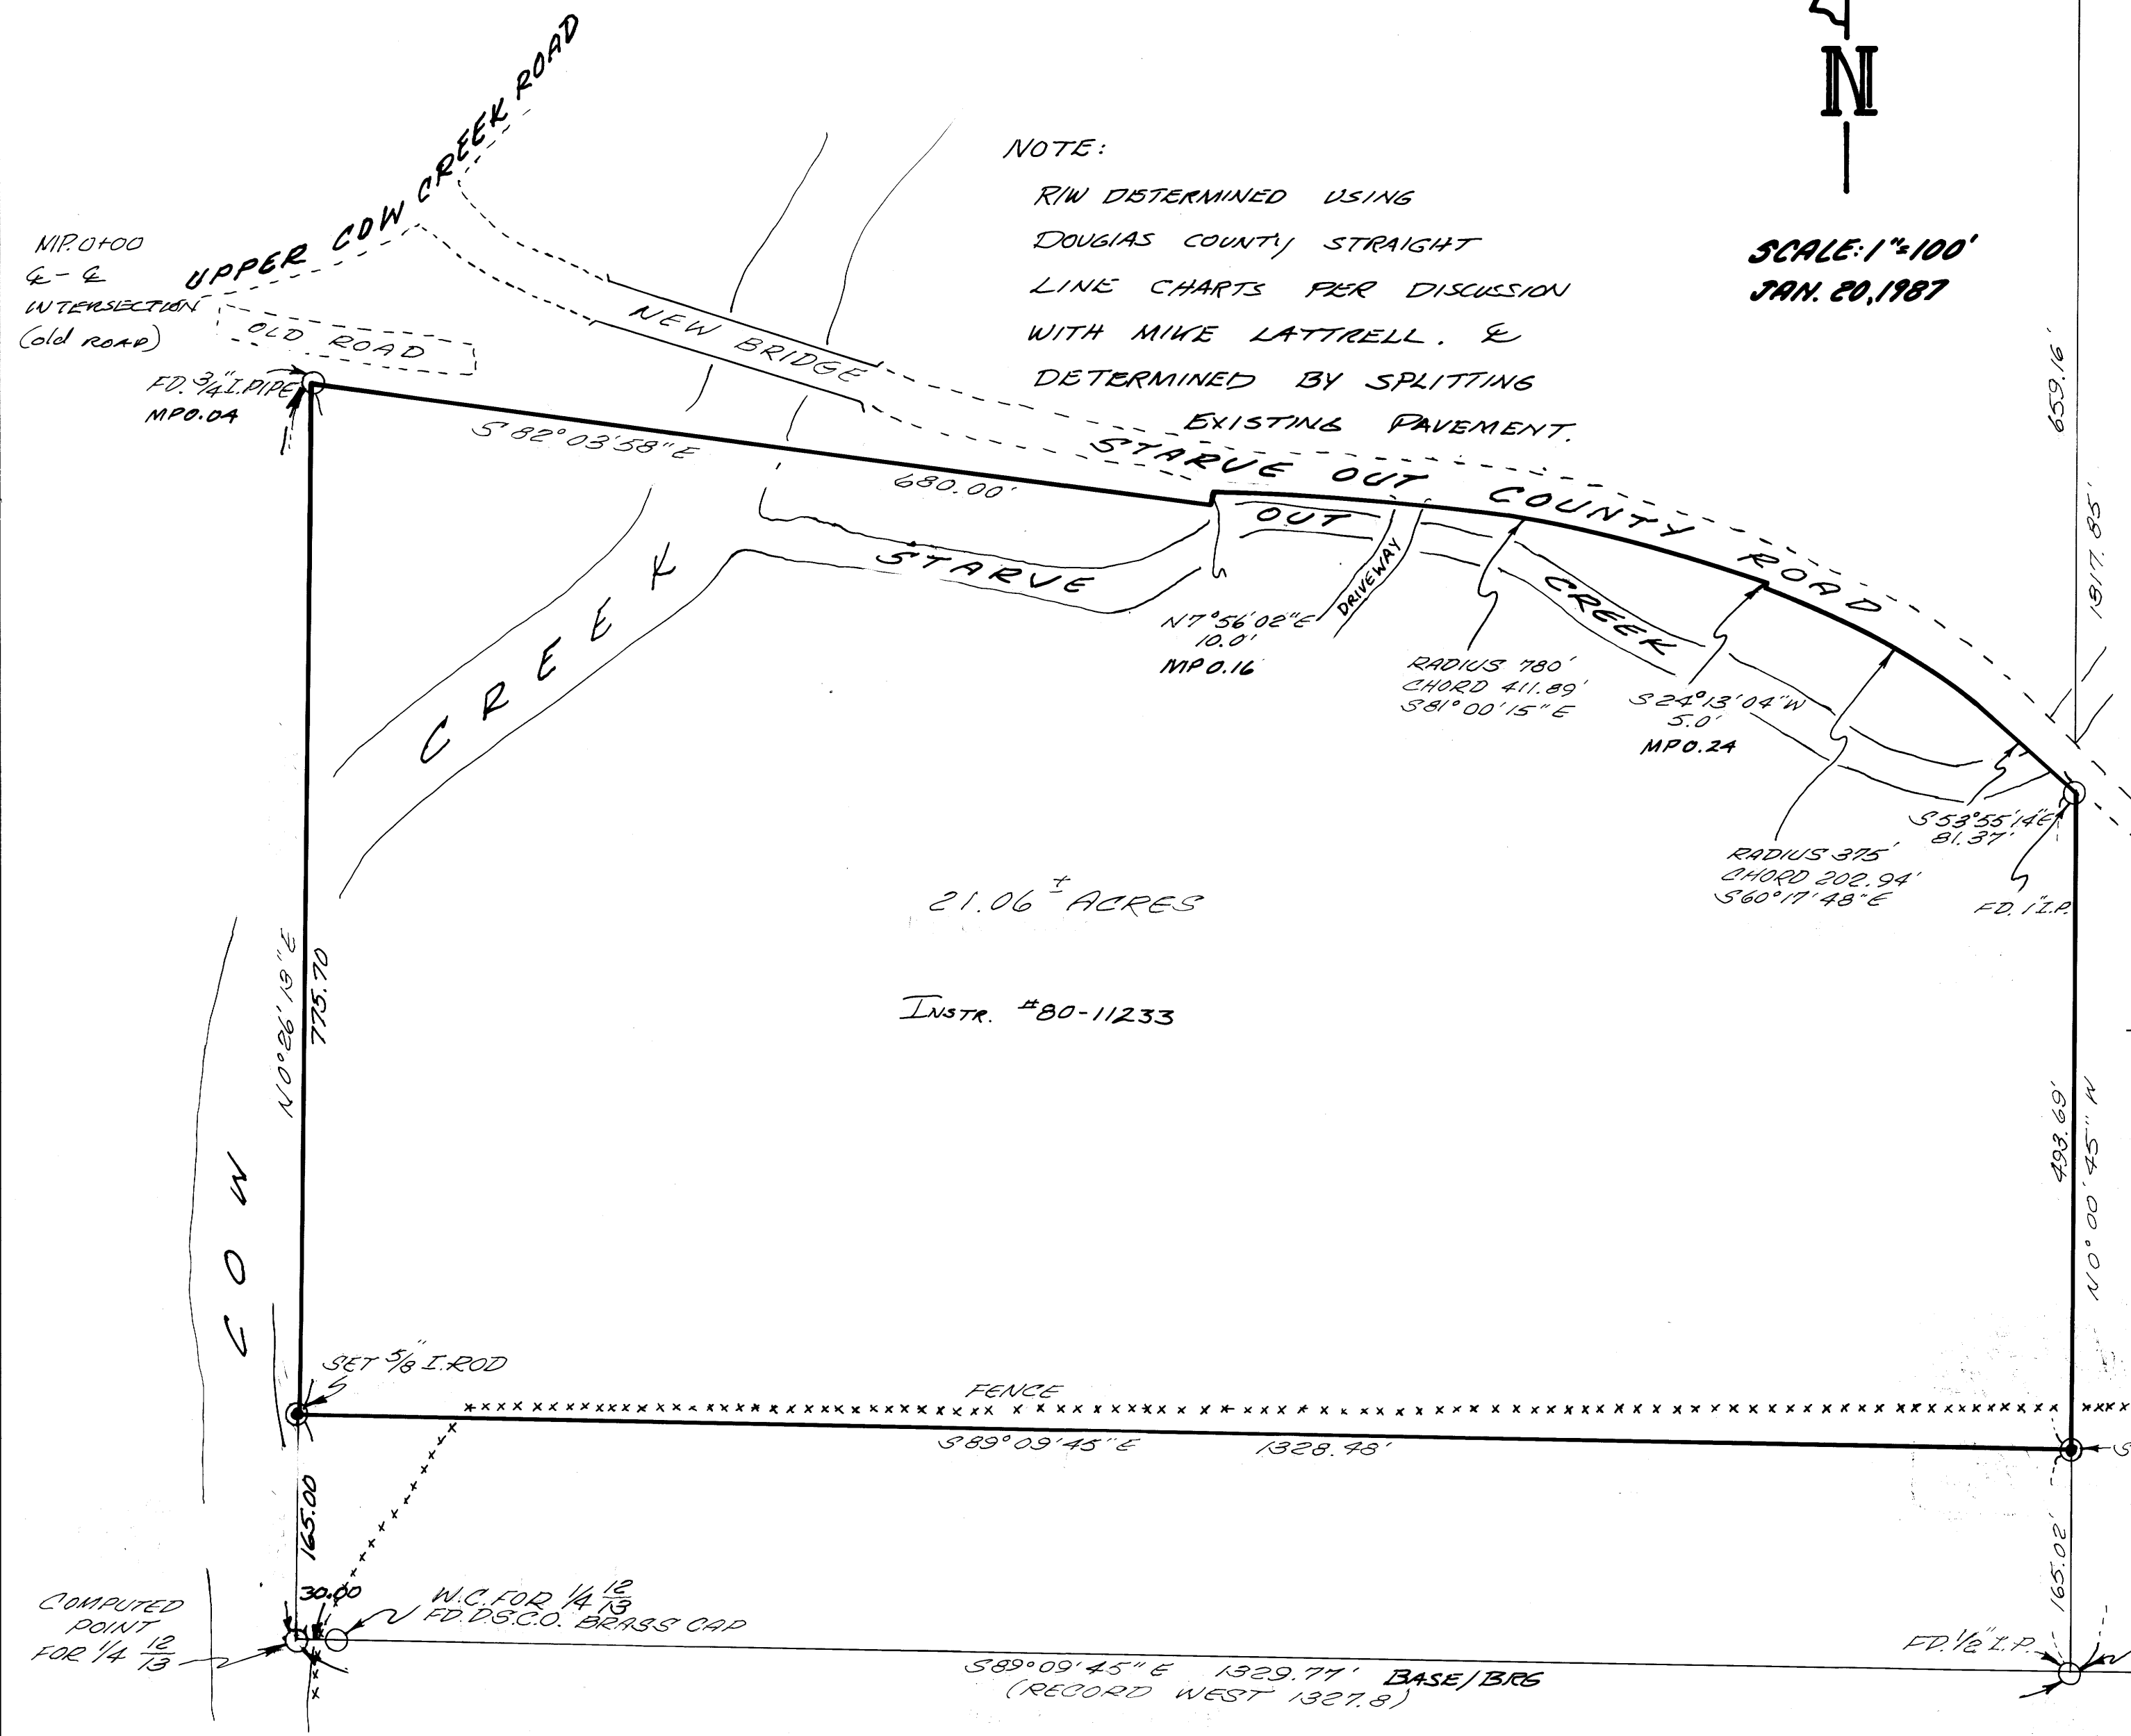 N
UPPER COW CREEK ROAD
M.P. 0+00
℄ - ℄
INTERSECTION
(old ROAD)
OLD ROAD
FD. 3/4" I. PIPE
MP 0.04
NEW BRIDGE
NOTE:
R/W DETERMINED USING
DOUGLAS COUNTY STRAIGHT
LINE CHARTS PER DISCUSSION
WITH MIKE LATTRELL. ℄
DETERMINED BY SPLITTING
EXISTING PAVEMENT.
SCALE: 1"=100'
JAN. 20, 1987
659.16'
1317.85'
S 82°03'58" E
680.00'
STARVE OUT COUNTY ROAD
STARVE OUT CREEK
DRIVEWAY
N 7°56'02" E
10.0'
MP 0.16
RADIUS 780'
CHORD 411.89'
S 81°00'15" E
S 24°13'04" W
5.0'
MP 0.24
S 53°55'14" E
81.37'
RADIUS 375'
CHORD 202.94'
S 60°17'48" E
FD. 1" I.P.
COW CREEK
21.06 ± ACRES
INSTR. #80-11233
N 0°26'13" E
775.70
493.69'
N 0°00'45" W
SET 5/8" I. ROD
FENCE
S 89°09'45" E 1328.48'
S
165.00
165.02'
30.00
COMPUTED
POINT
FOR 1/4 12/13
W.C. FOR 1/4 12/13
FD. D.S.C.O. BRASS CAP
FD. 1/2" I.P.
S 89°09'45" E 1329.77' BASE/BRG
(RECORD WEST 1327.8)